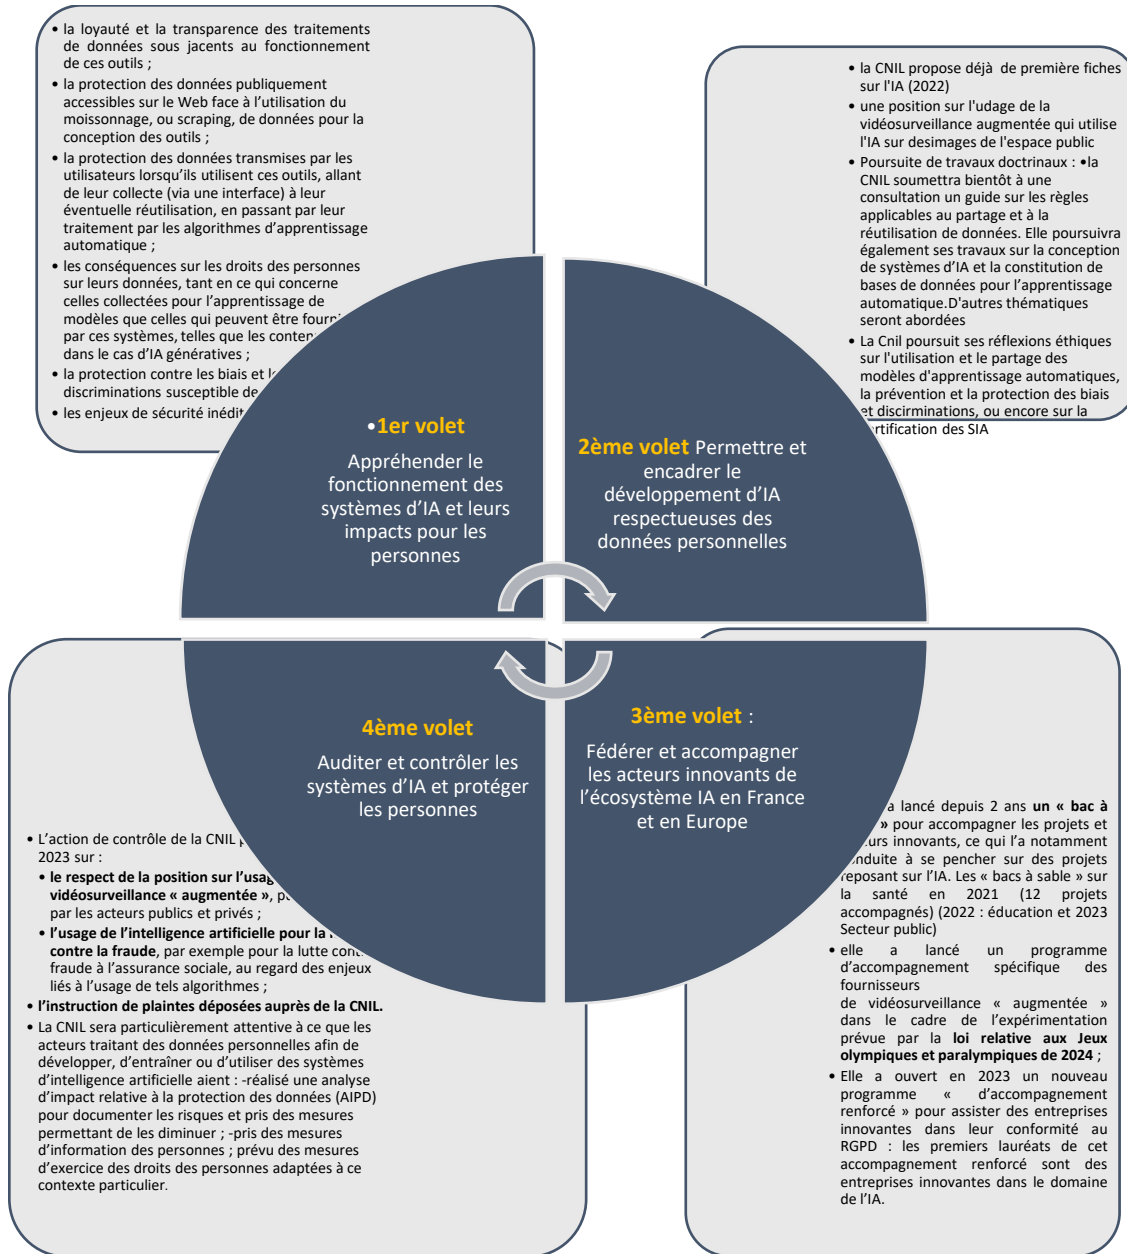 • la loyauté et la transparence des traitements
de données sous jacents au fonctionnement
de ces outils ;
• la protection des données publiquement
accessibles sur le Web face à l'utilisation du
moissonnage, ou scraping, de données pour la
conception des outils ;
• la protection des données transmises par les
utilisateurs lorsqu'ils utilisent ces outils, allant
de leur collecte (via une interface) à leur
éventuelle réutilisation, en passant par leur
traitement par les algorithmes d'apprentissage
automatique ;
• les conséquences sur les droits des personnes
sur leurs données, tant en ce qui concerne
celles collectées pour l'apprentissage de
modèles que celles qui peuvent être
par ces systèmes, telles que les
dans le cas d'IA génératives ;
• la protection contre les biais et
discriminations susceptible
• les enjeux de sécurité
• la CNIL propose déjà de première fiches
sur l'IA (2022)
• une position sur l'udage de la
vidéosurveillance augmentée qui utilise
l'IA sur desimages de l'espace public
• Poursuite de travaux doctrinaux : •la
CNIL soumettra bientôt à une
consultation un guide sur les règles
applicables au partage et à la
réutilisation de données. Elle poursuivra
également ses travaux sur la conception
de systèmes d'IA et la constitution de
bases de données pour l'apprentissage
automatique.D'autres thématiques
seront abordées
• La Cnil poursuit ses réflexions éthiques
sur l'utilisation et le partage des
modèles d'apprentissage automatiques,
la prévention et la protection des biais
et discirminations, ou encore sur la
des SIA
•1er volet
Appréhender le
fonctionnement des
systèmes d'IA et leurs
impacts pour les
personnes
2ème volet Permettre et
encadrer le
développement d'IA
respectueuses des
données personnelles
4ème volet
Auditer et contrôler les
systèmes d'IA et protéger
les personnes
3ème volet :
Fédérer et accompagner
les acteurs innovants de
l'écosystème IA en France
et en Europe
• L'action de contrôle de la CNIL
2023 sur :
• le respect de la position sur
vidéosurveillance « augmentée »,
par les acteurs publics et privés ;
• l'usage de l'intelligence artificielle pour la
contre la fraude, par exemple pour la lutte
fraude à l'assurance sociale, au regard des enjeux
liés à l'usage de tels algorithmes ;
• l'instruction de plaintes déposées auprès de la CNIL.
• La CNIL sera particulièrement attentive à ce que les
acteurs traitant des données personnelles afin de
développer, d'entraîner ou d'utiliser des systèmes
d'intelligence artificielle aient : -réalisé une analyse
d'impact relative à la protection des données (AIPD)
pour documenter les risques et pris des mesures
permettant de les diminuer ; -pris des mesures
d'information des personnes ; prévu des mesures
d'exercice des droits des personnes adaptées à ce
contexte particulier.
a lancé depuis 2 ans un « bac à
» pour accompagner les projets et
innovants, ce qui l'a notamment
conduite à se pencher sur des projets
reposant sur l'IA. Les « bacs à sable » sur
la santé en 2021 (12 projets
accompagnés) (2022 : éducation et 2023
Secteur public)
• elle a lancé un programme
d'accompagnement spécifique des
fournisseurs
de vidéosurveillance « augmentée »
dans le cadre de l'expérimentation
prévue par la loi relative aux Jeux
olympiques et paralympiques de 2024 ;
• Elle a ouvert en 2023 un nouveau
programme « d'accompagnement
renforcé » pour assister des entreprises
innovantes dans leur conformité au
RGPD : les premiers lauréats de cet
accompagnement renforcé sont des
entreprises innovantes dans le domaine
de l'IA.